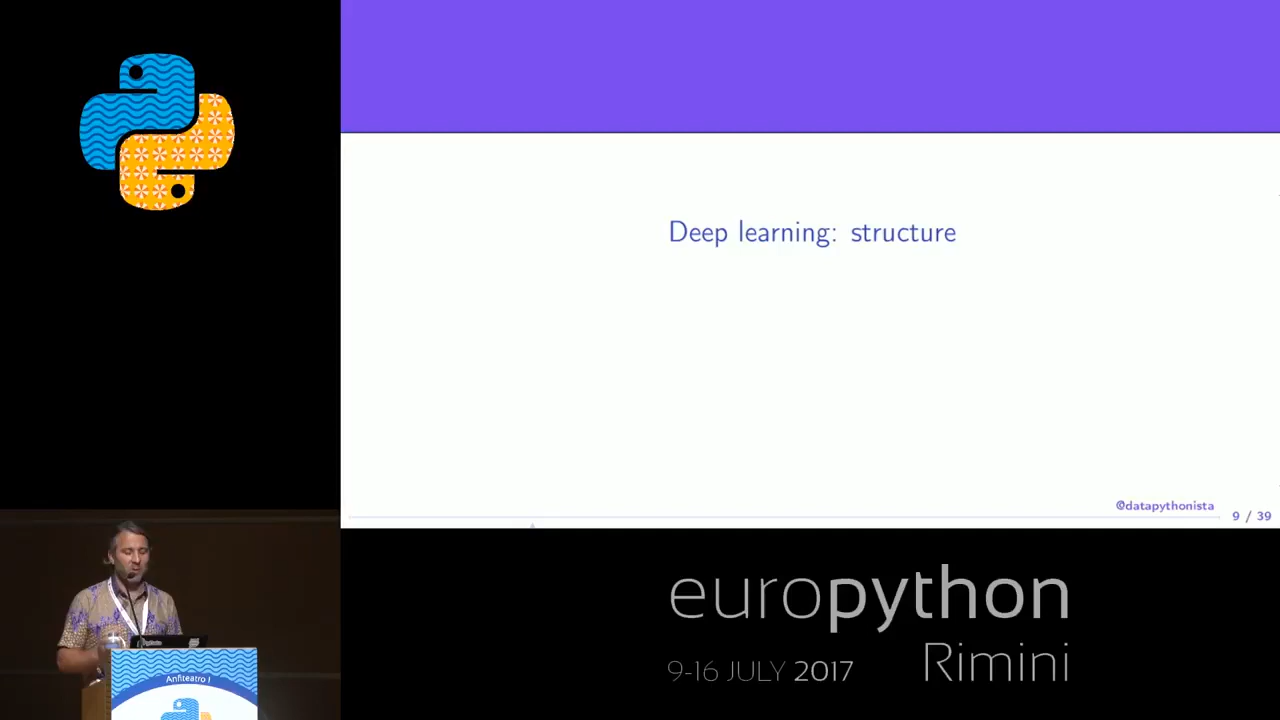 Deep learning: structure
@datapythonista
9 / 39
europython
Rimini
9-16 JULY 2017
Anfiteatro I